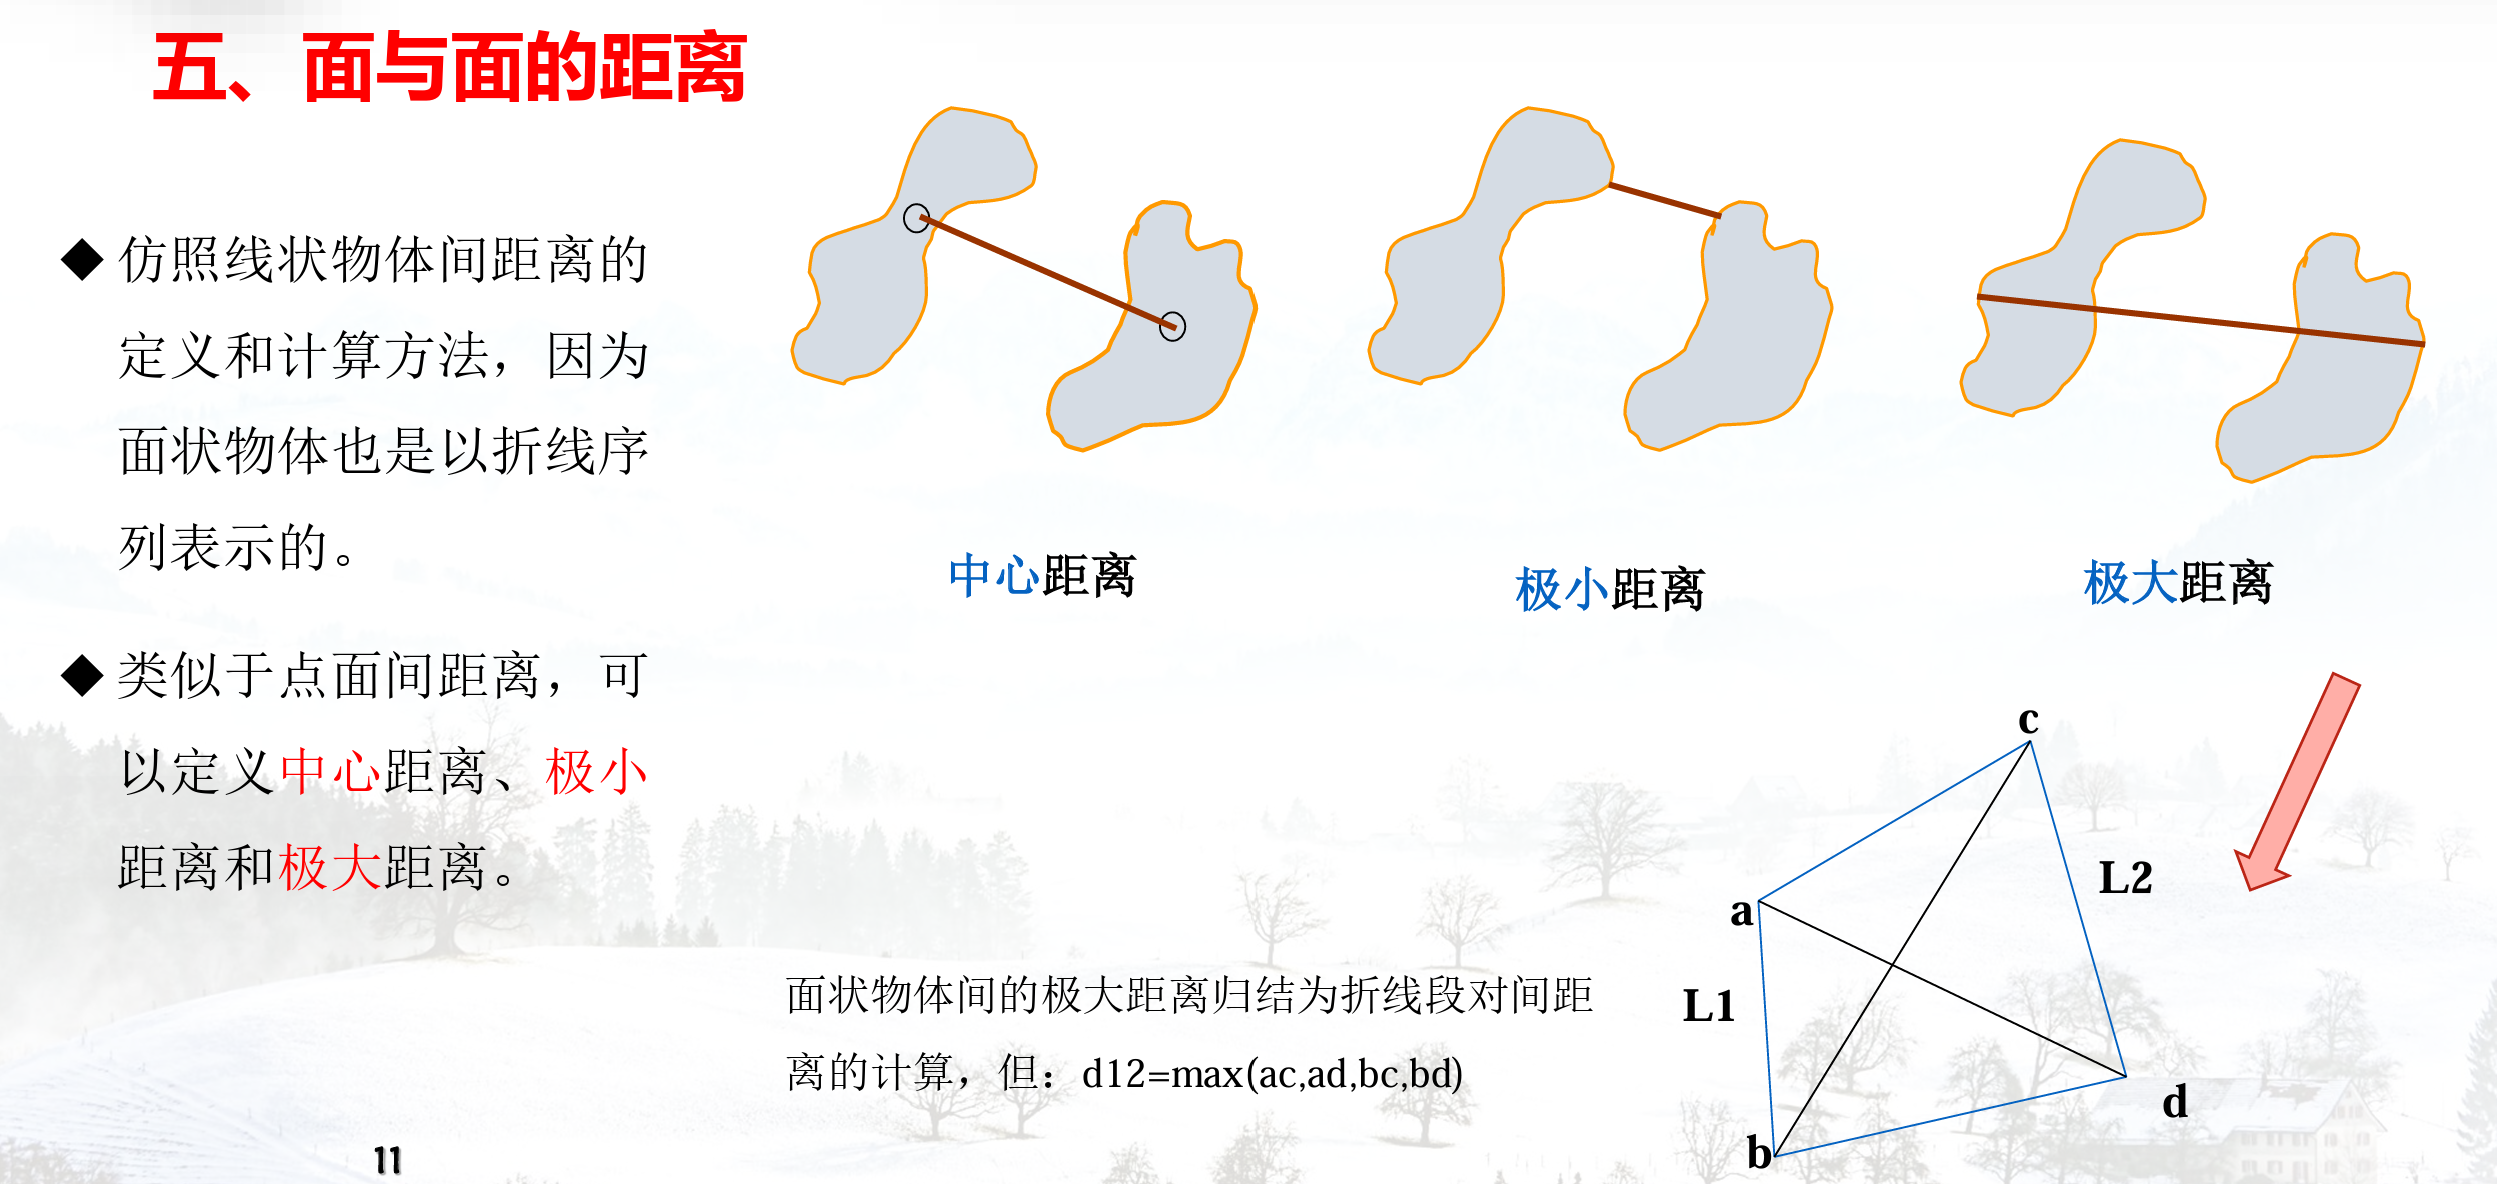 五、面与面的距离
◆仿照线状物体间距离的
定义和计算方法，因为
面状物体也是以折线序
列表示的。
◆类似于点面间距离，可
以定义中心距离、极小
距离和极大距离。
中心距离
极小距离
极大距离
面状物体间的极大距离归结为折线段对间距
离的计算，但：d12=max(ac,ad,bc,bd)
c
L2
a
L1
d
b
11